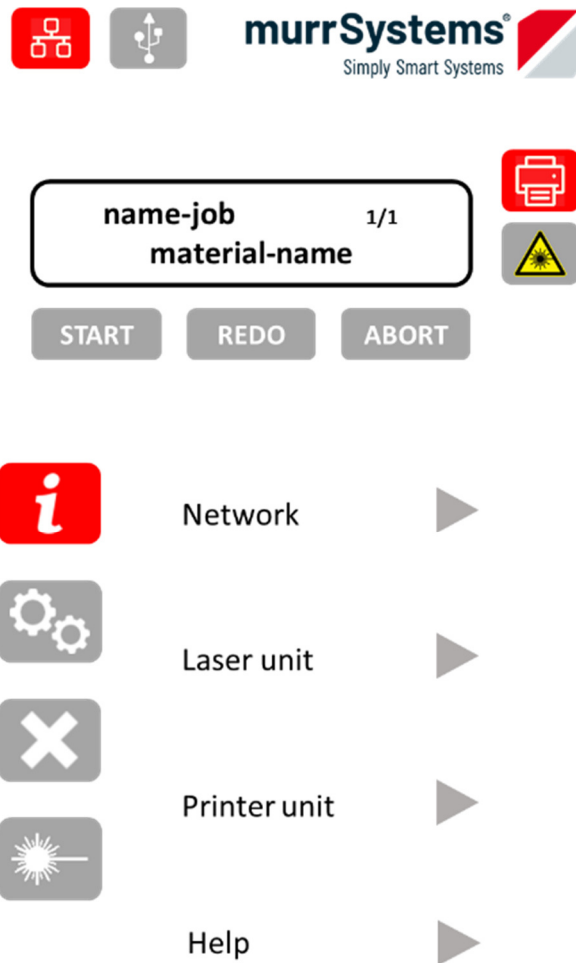 murrSystems®
Simply Smart Systems
name-job 1/1
material-name
START REDO ABORT
i
Network
Laser unit
Printer unit
Help